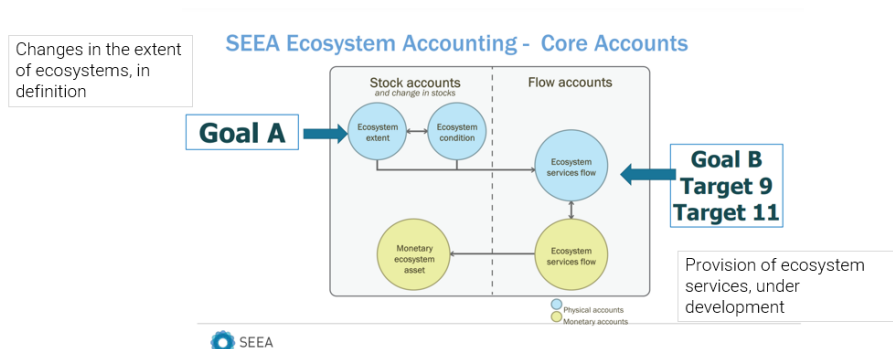 SEEA Ecosystem Accounting - Core Accounts
Changes in the extent
of ecosystems, in
definition
Stock accounts
and change in stocks
Flow accounts
Goal A
Ecosystem
extent
Ecosystem
condition
Ecosystem
services flow
Goal B
Target 9
Target 11
Monetary
ecosystem
asset
Ecosystem
services flow
Provision of ecosystem
services, under
development
Physical accounts
Monetary accounts
SEEA